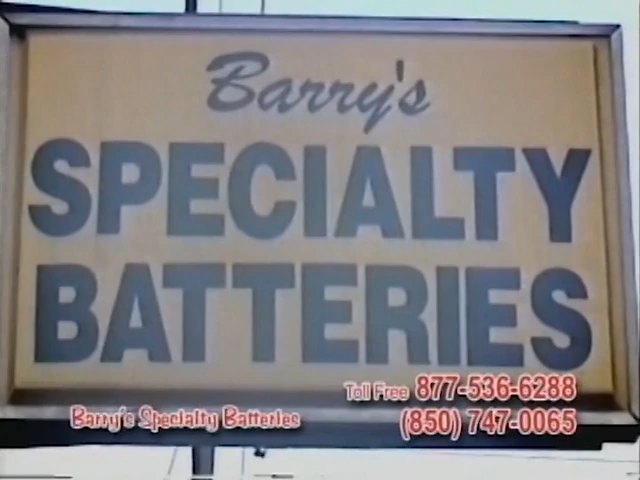 Barry's
SPECIALTY
BATTERIES
Toll Free 877-536-6288
Barry's Specialty Batteries (850) 747-0065